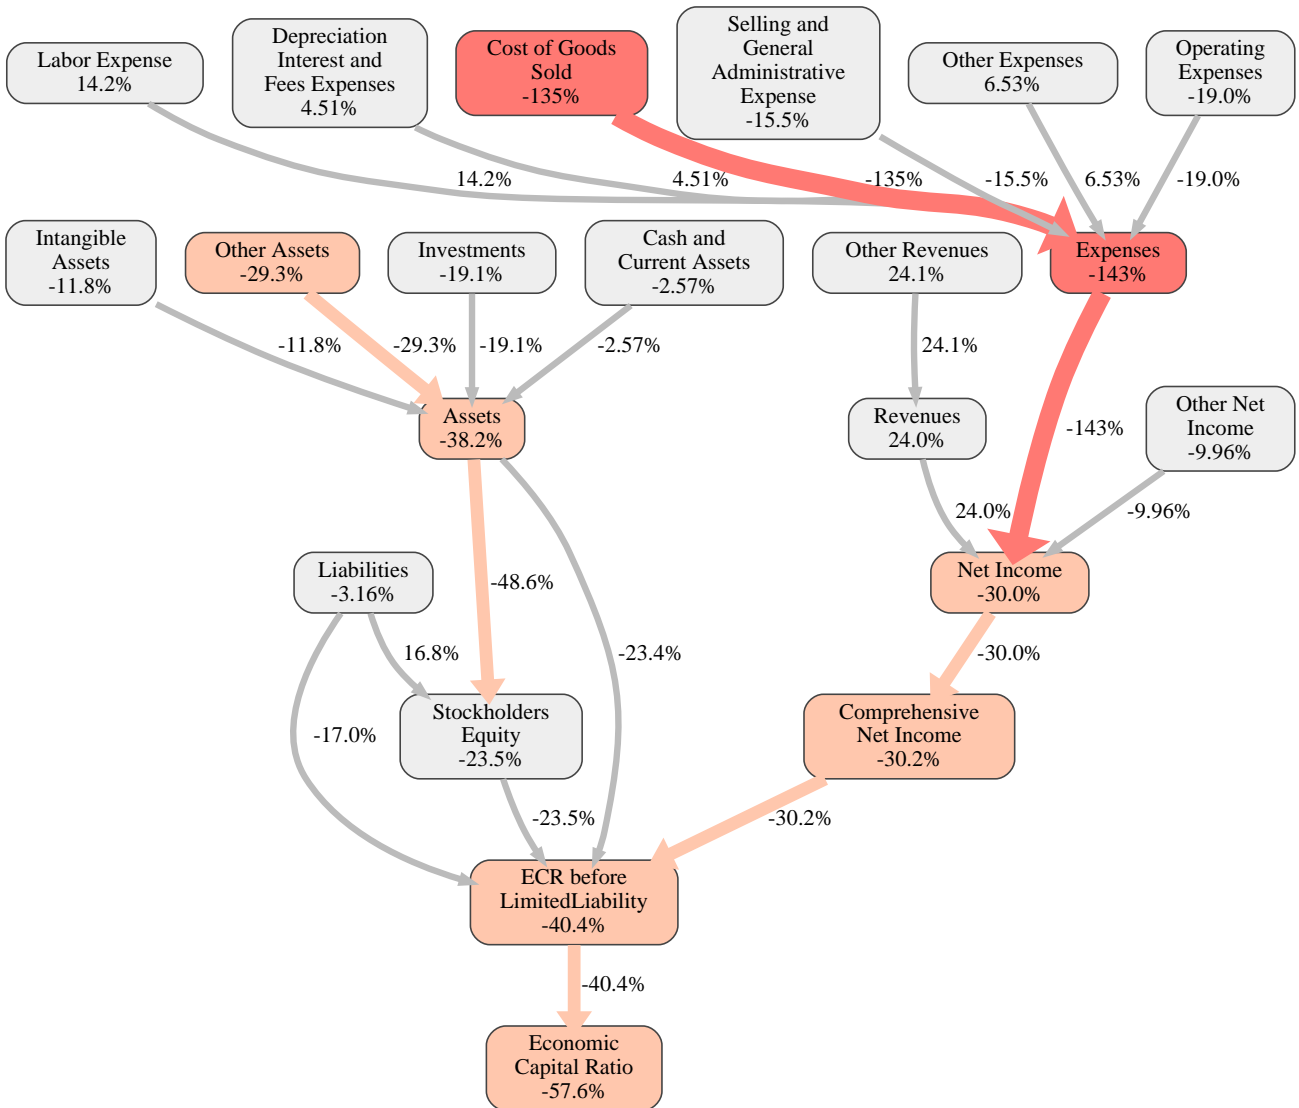 Labor Expense
14.2%
Depreciation
Interest and
Fees Expenses
4.51%
Cost of Goods
Sold
-135%
Selling and
General
Administrative
Expense
-15.5%
Other Expenses
6.53%
Operating
Expenses
-19.0%
14.2%
4.51%
-135%
-15.5%
6.53%
-19.0%
Intangible
Assets
-11.8%
Other Assets
-29.3%
Investments
-19.1%
Cash and
Current Assets
-2.57%
Other Revenues
24.1%
Expenses
-143%
-11.8%
-29.3%
-19.1%
-2.57%
24.1%
-143%
Assets
-38.2%
Revenues
24.0%
Other Net
Income
-9.96%
24.0%
-9.96%
Liabilities
-3.16%
-48.6%
Net Income
-30.0%
16.8%
-23.4%
-30.0%
-17.0%
Stockholders
Equity
-23.5%
Comprehensive
Net Income
-30.2%
-23.5%
-30.2%
ECR before
LimitedLiability
-40.4%
-40.4%
Economic
Capital Ratio
-57.6%